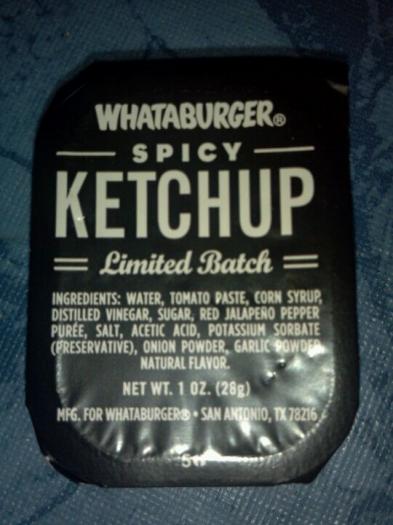 WHATABURGER®
SPICY
KETCHUP
Limited Batch
INGREDIENTS: WATER, TOMATO PASTE, CORN SYRUP,
DISTILLED VINEGAR, SUGAR, RED JALAPEÑO PEPPER
PURÉE, SALT, ACETIC ACID, POTASSIUM SORBATE
(PRESERVATIVE), ONION POWDER, GARLIC POWDER,
NATURAL FLAVOR.
NET WT. 1 OZ. (28g)
MFG. FOR WHATABURGER® • SAN ANTONIO, TX 78216